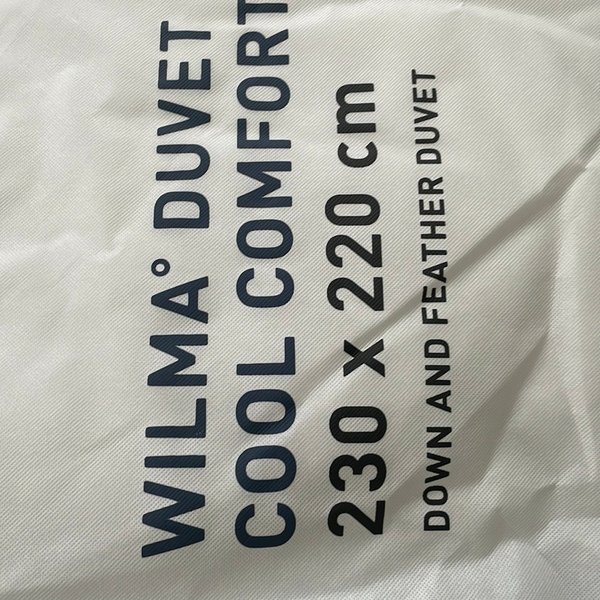 WILMA° DUVET
COOL COMFORT
230 x 220 cm
DOWN AND FEATHER DUVET